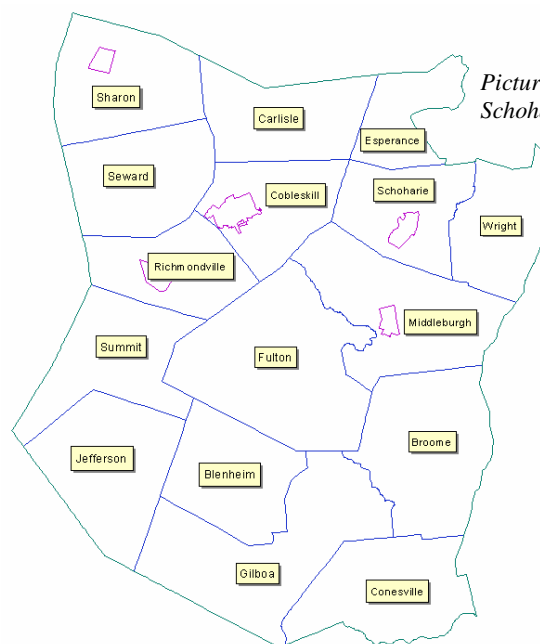 Pictur
Schoha
Sharon
Carlisle
Esperance
Seward
Cobleskill
Schoharie
Wright
Richmondville
Middleburgh
Summit
Fulton
Broome
Jefferson
Blenheim
Gilboa
Conesville